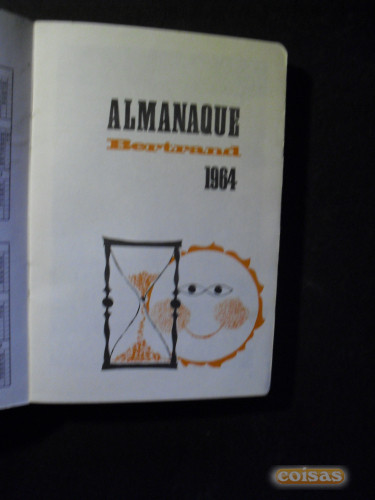 ALMANAQUE
Bertrand
1964
coisas